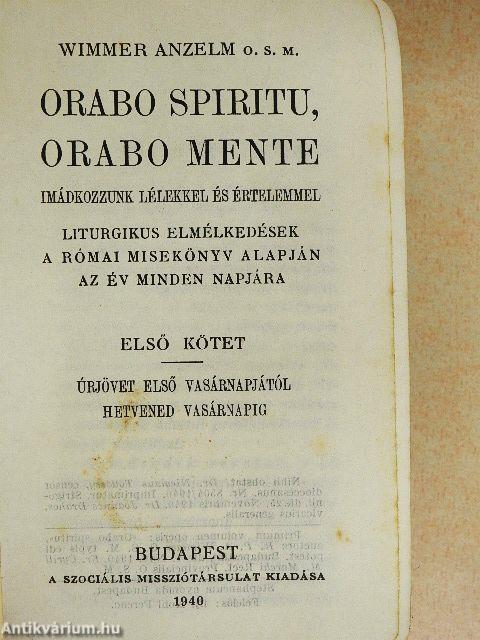 WIMMER ANZELM O. S. M.
ORABO SPIRITU,
ORABO MENTE
IMÁDKOZZUNK LÉLEKKEL ÉS ÉRTELEMMEL
LITURGIKUS ELMÉLKEDÉSEK
A RÓMAI MISEKÖNYV ALAPJÁN
AZ ÉV MINDEN NAPJÁRA
ELSŐ KÖTET
ÚRJÖVET ELSŐ VASÁRNAPJÁTÓL
HETVENED VASÁRNAPIG
BUDAPEST
A SZOCIÁLIS MISSZIÓTÁRSULAT KIADÁSA
1940
Antikvárium.hu